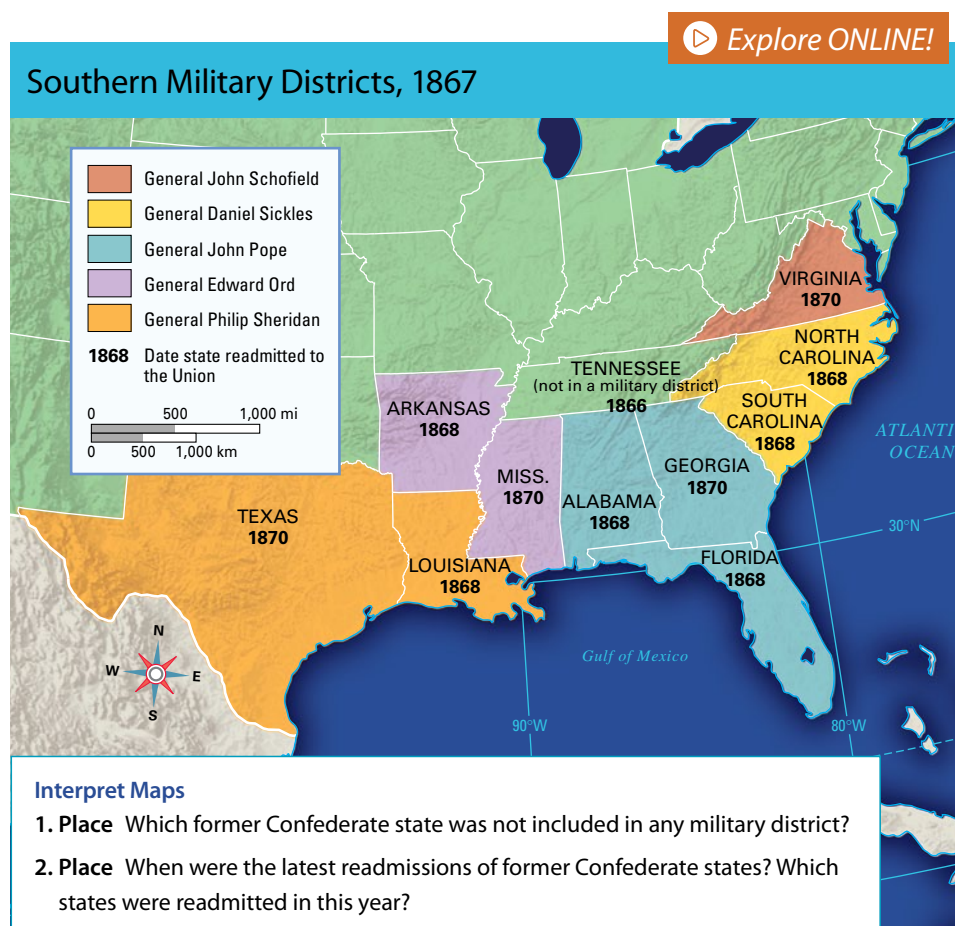 Explore ONLINE!
Southern Military Districts, 1867
General John Schofield
General Daniel Sickles
General John Pope
General Edward Ord
General Philip Sheridan
1868 Date state readmitted to
the Union
0 500 1,000 mi
0 500 1,000 km
VIRGINIA
1870
NORTH
CAROLINA
1868
TENNESSEE
(not in a military district)
1866
SOUTH
CAROLINA
1868
ARKANSAS
1868
MISS.
1870
ALABAMA
1868
GEORGIA
1870
TEXAS
1870
LOUISIANA
1868
FLORIDA
1868
ATLANTI
OCEAN
30°N
Gulf of Mexico
N
W E
S
90°W
80°W
Interpret Maps
1. Place Which former Confederate state was not included in any military district?
2. Place When were the latest readmissions of former Confederate states? Which
states were readmitted in this year?